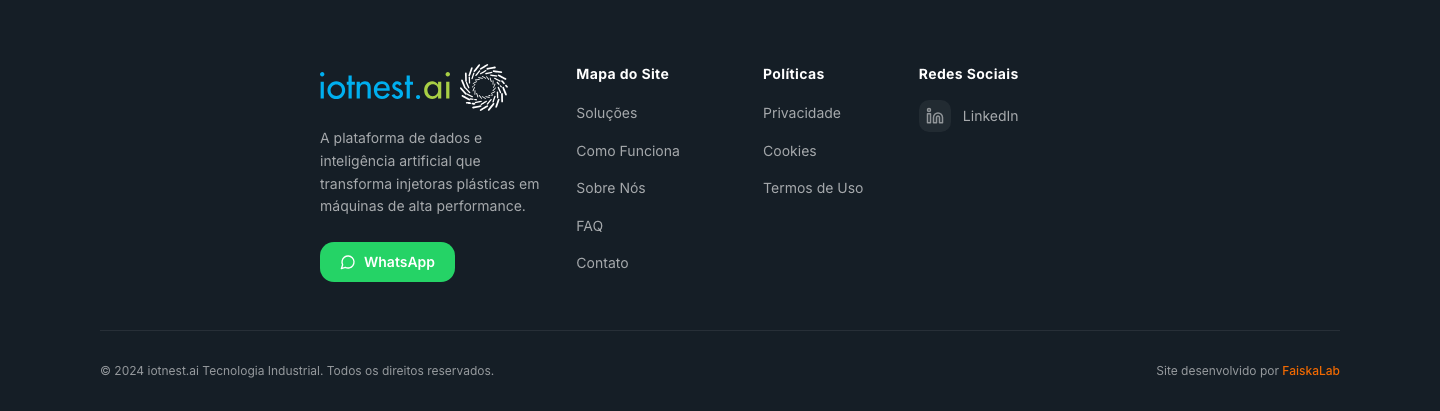 iotnest.ai
A plataforma de dados e
inteligência artificial que
transforma injetoras plásticas em
máquinas de alta performance.
WhatsApp
Mapa do Site
Soluções
Como Funciona
Sobre Nós
FAQ
Contato
Políticas
Privacidade
Cookies
Termos de Uso
Redes Sociais
LinkedIn
© 2024 iotnest.ai Tecnologia Industrial. Todos os direitos reservados.
Site desenvolvido por FaiskaLab